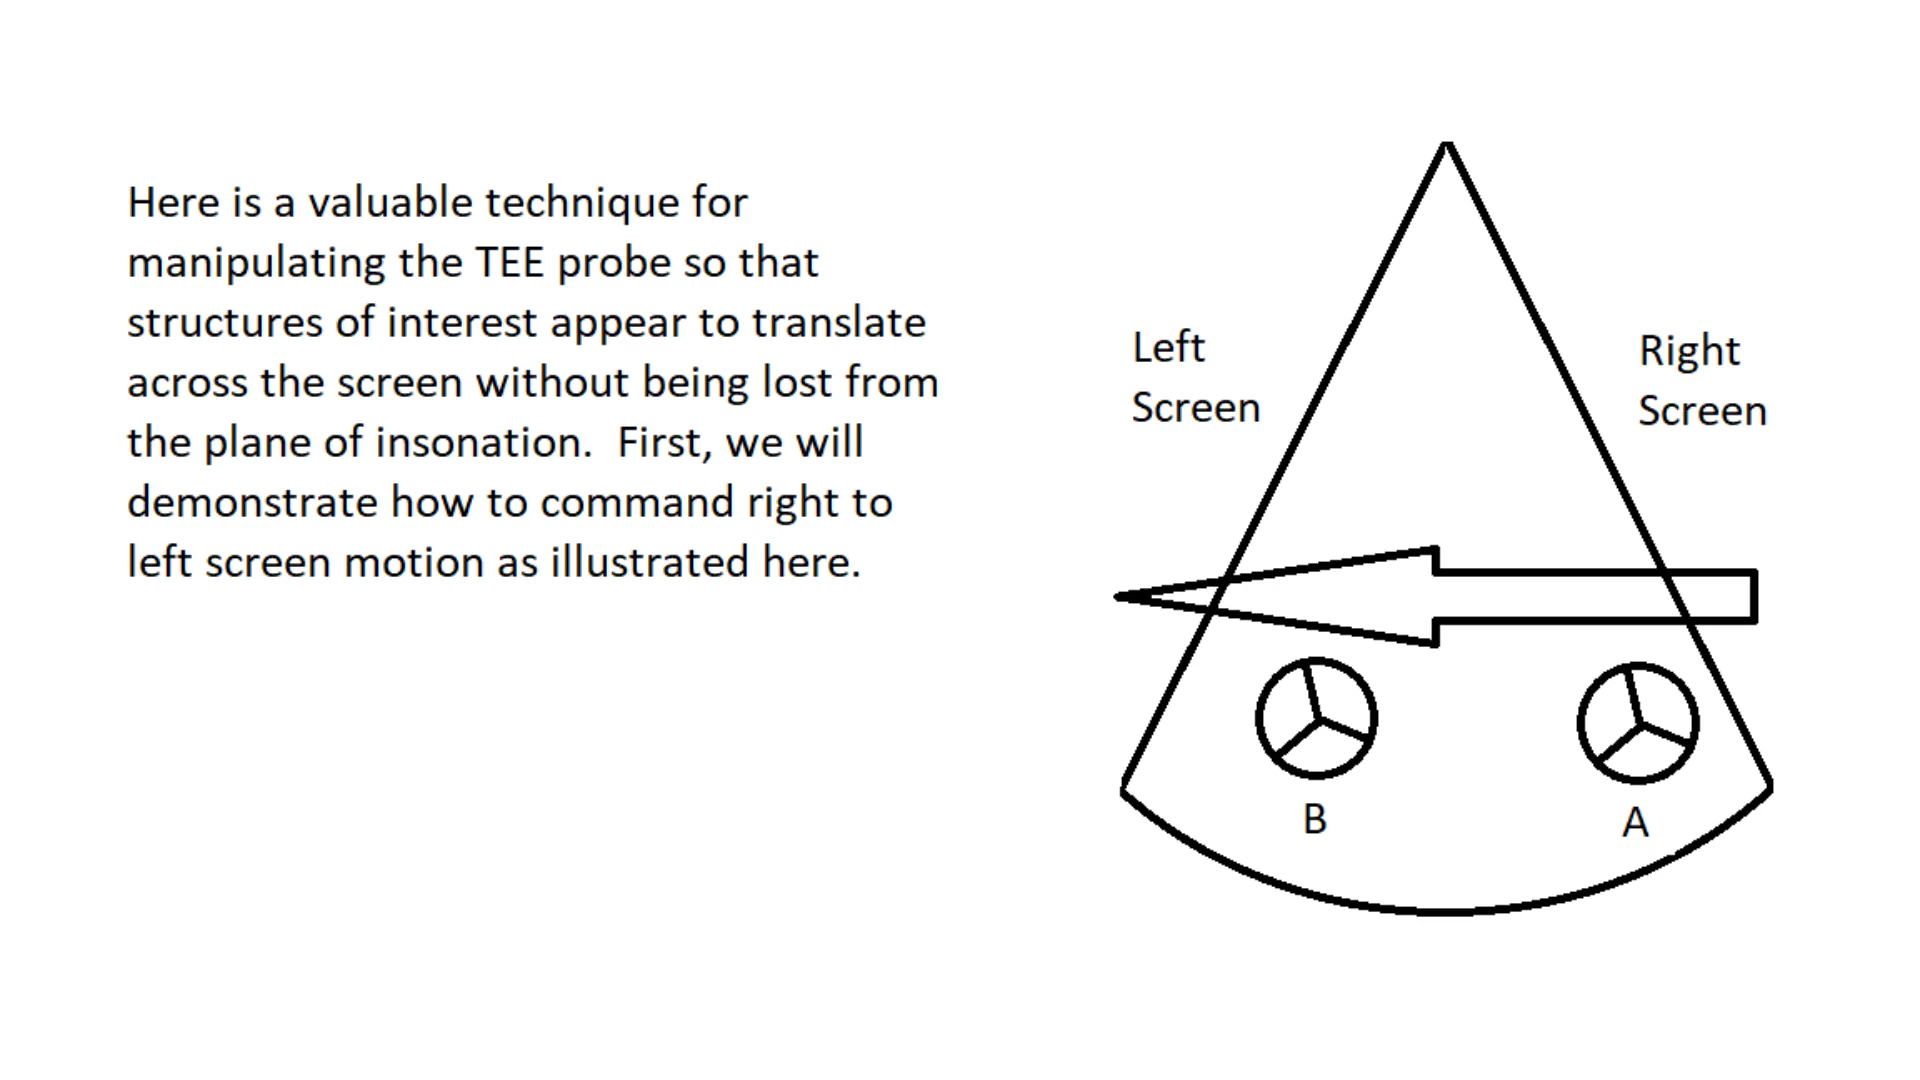 Here is a valuable technique for
manipulating the TEE probe so that
structures of interest appear to translate
across the screen without being lost from
the plane of insonation.  First, we will
demonstrate how to command right to
left screen motion as illustrated here.
Left
Screen
Right
Screen
B
A